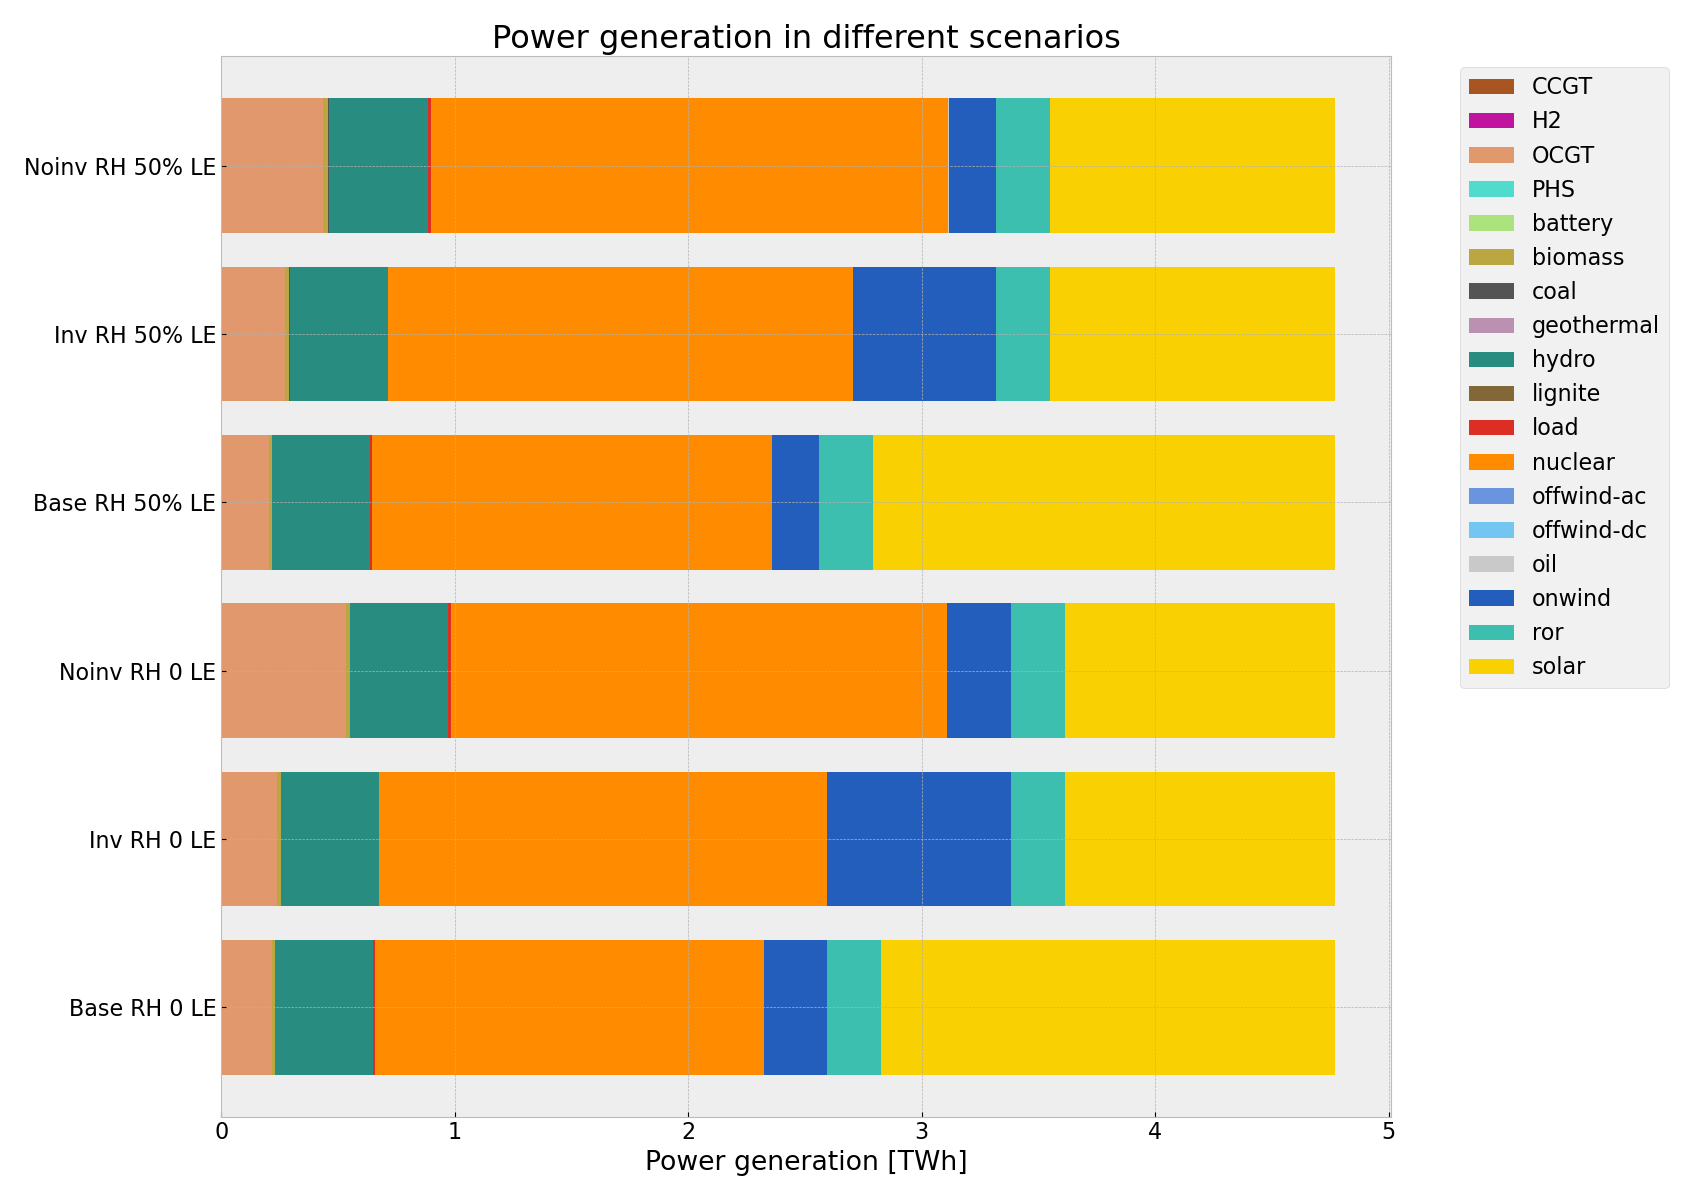 Power generation in different scenarios
Noinv RH 50% LE
Inv RH 50% LE
Base RH 50% LE
Noinv RH 0 LE
Inv RH 0 LE
Base RH 0 LE
0 1 2 3 4 5
Power generation [TWh]
CCGT
H2
OCGT
PHS
battery
biomass
coal
geothermal
hydro
lignite
load
nuclear
offwind-ac
offwind-dc
oil
onwind
ror
solar